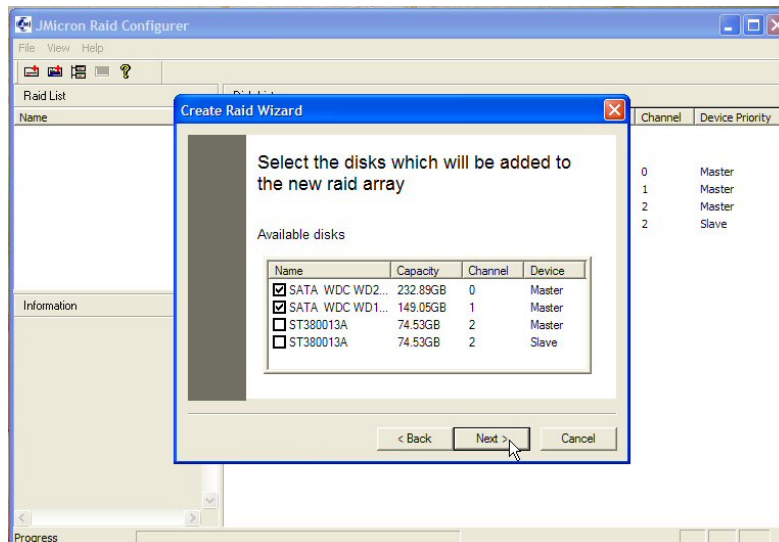 JMicron Raid Configurer
File View Help
Raid List
Name
Channel Device Priority
0 Master
1 Master
2 Master
2 Slave
Information
Progress
Create Raid Wizard
Select the disks which will be added to
the new raid array
Available disks
Name Capacity Channel Device
SATA WDC WD2... 232.89GB 0 Master
SATA WDC WD1... 149.05GB 1 Master
ST380013A 74.53GB 2 Master
ST380013A 74.53GB 2 Slave
< Back Next > Cancel